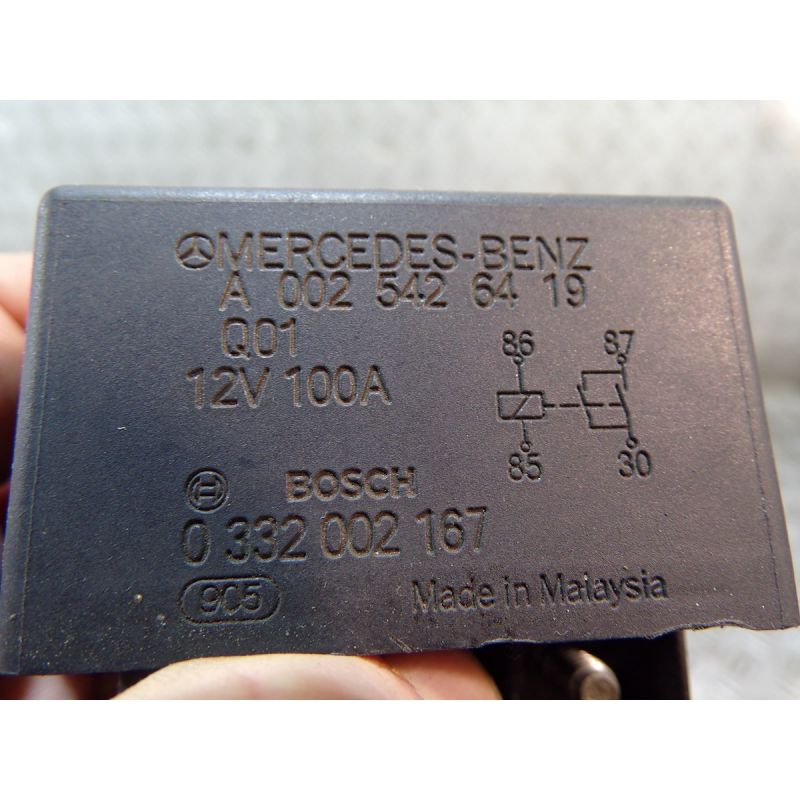 MERCEDES-BENZ
A 002 542 64 19
Q01
12V 100A
86 87
85 30
BOSCH
0 332 002 167
905
Made in Malaysia